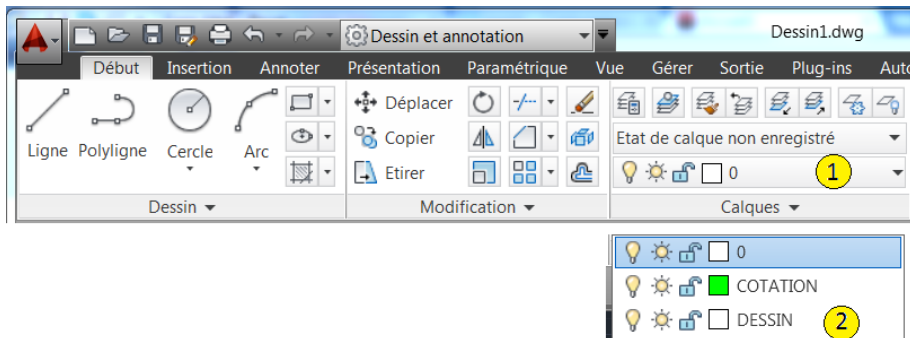 Dessin et annotation
Dessin1.dwg
Début Insertion Annoter Présentation Paramétrique Vue Gérer Sortie Plug-ins Auto
Déplacer
Copier
Etirer
Ligne Polyligne Cercle Arc
Etat de calque non enregistré
0 1
Dessin Modification Calques
0
COTATION
DESSIN 2